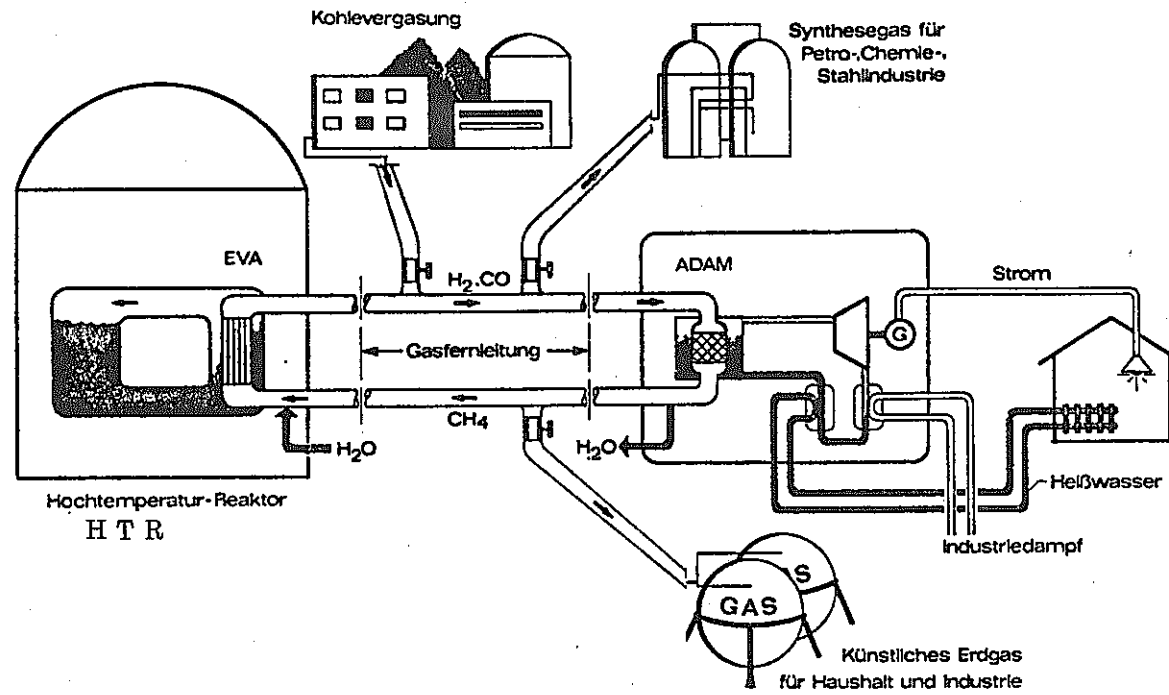 Kohlevergasung
Synthesegas für
Petro-,Chemie-,
Stahlindustrie
EVA
H₂.CO
ADAM
Strom
G
Gasfernleitung
CH₄
H₂O
H₂O
Hochtemperatur-Reaktor
H T R
Heißwasser
Industriedampf
GAS
AS
Künstliches Erdgas
für Haushalt und Industrie